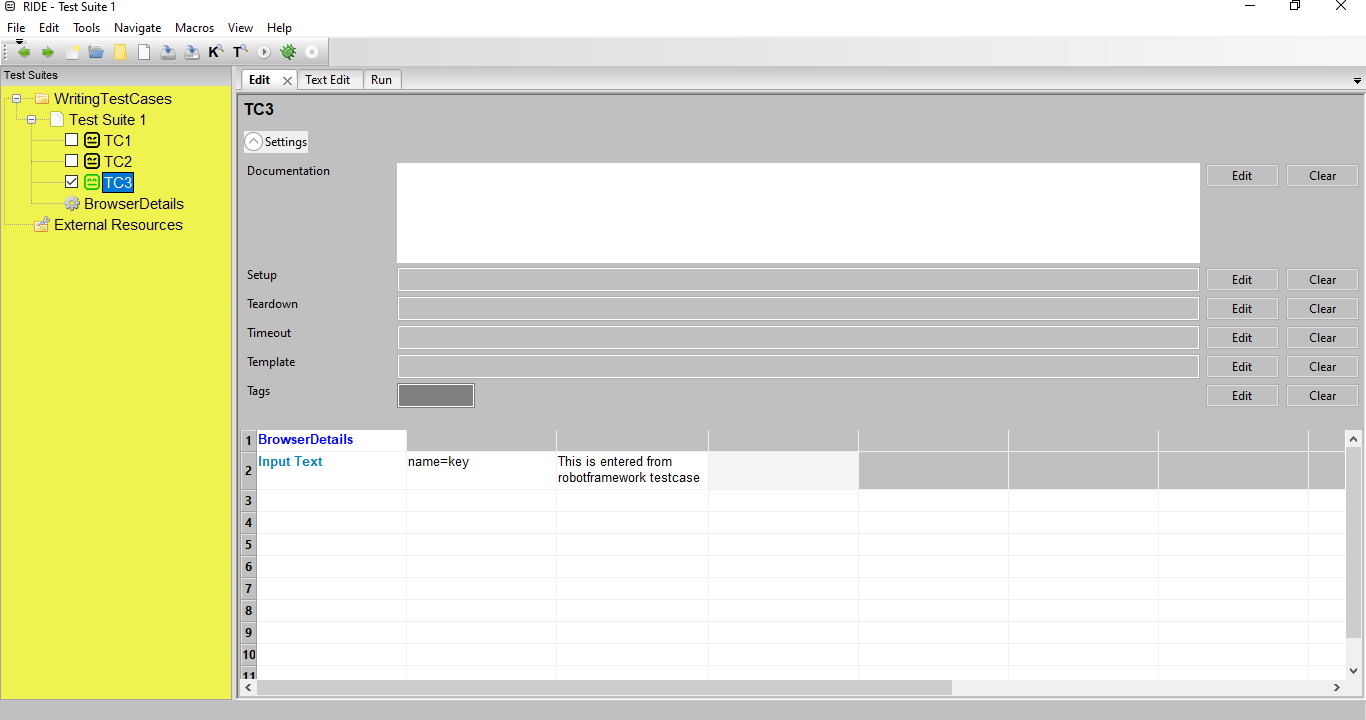 RIDE - Test Suite 1
File Edit Tools Navigate Macros View Help
K T
Test Suites
Edit Text Edit Run
WritingTestCases
Test Suite 1
TC1
TC2
TC3
BrowserDetails
External Resources
TC3
Settings
Documentation Edit Clear
Setup Edit Clear
Teardown Edit Clear
Timeout Edit Clear
Template Edit Clear
Tags Edit Clear
1 BrowserDetails
2 Input Text name=key This is entered from
robotframework testcase
3
4
5
6
7
8
9
10
11